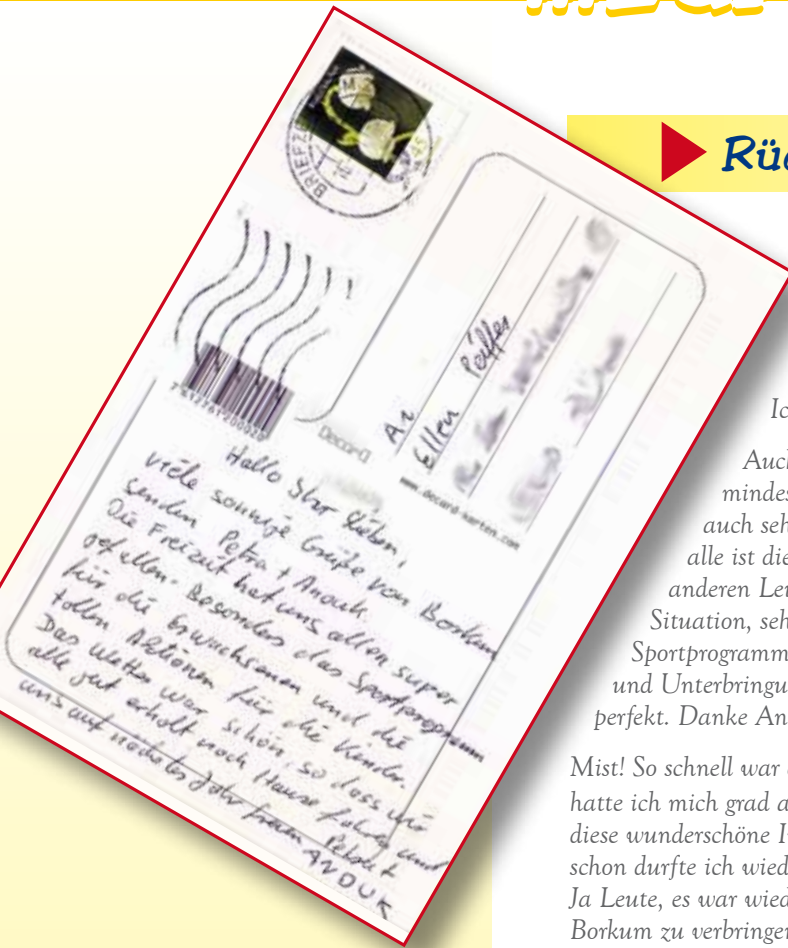 Rü
BRIEFZ
7412761200020
Decard
www.decard-karten.com
An
Ellen
Hallo Ihr Lieben,
viele sonnige Grüße von Borkum
senden Petra + Anouk
Die Freizeit hat uns allen super
gefallen. Besonders das Sportprogramm
für die Erwachsenen und die
tollen Aktionen für die Kinder.
Das Wetter war schön, so dass wir
alle gut erholt nach Hause fahren und
uns auf nächstes Jahr freuen Petra +
ANOUK
Ic
Auch
mindes
auch seh
alle ist die
anderen Leu
Situation, seh
Sportprogramm
und Unterbringu
perfekt. Danke An
Mist! So schnell war
hatte ich mich grad a
diese wunderschöne I
schon durfte ich wied
Ja Leute, es war wied
Borkum zu verbringen